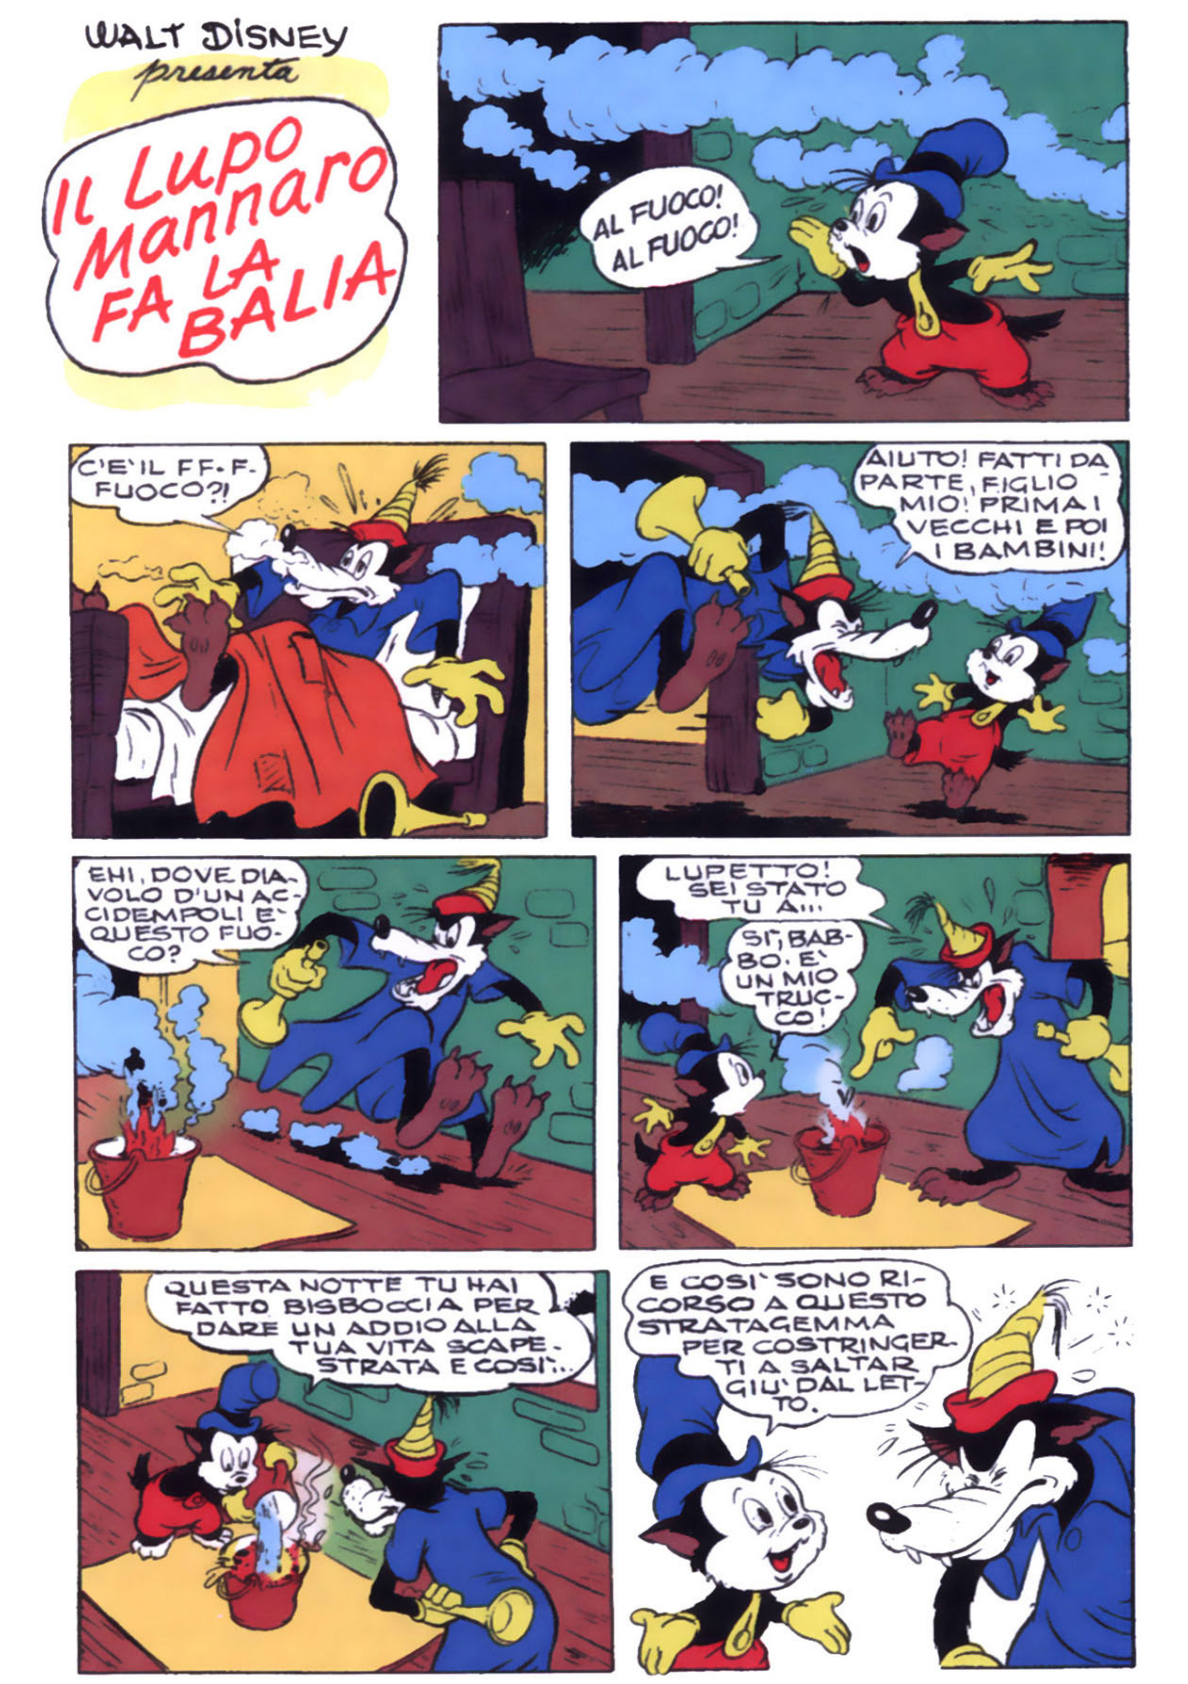 WALT DISNEY
presenta
Il Lupo
Mannaro
FA LA
BALIA
AL FUOCO!
AL FUOCO!
C'E' IL FF-F-
FUOCO?!
AIUTO! FATTI DA
PARTE, FIGLIO
MIO! PRIMA I
VECCHI E POI
I BAMBINI!
EHI, DOVE DIA-
VOLO D'UN AC-
CIDEMPOLI E'
QUESTO FUO-
CO?
LUPETTO!
SEI STATO
TU A...
SI', BAB-
BO. E'
UN MIO
TRUC-
CO!
QUESTA NOTTE TU HAI
FATTO BISBOCCIA PER
DARE UN ADDIO ALLA
TUA VITA SCAPE-
STRATA E COSI'...
E COSI' SONO RI-
CORSO A QUESTO
STRATAGEMMA
PER COSTRINGER-
TI A SALTAR
GIU' DAL LET-
TO.